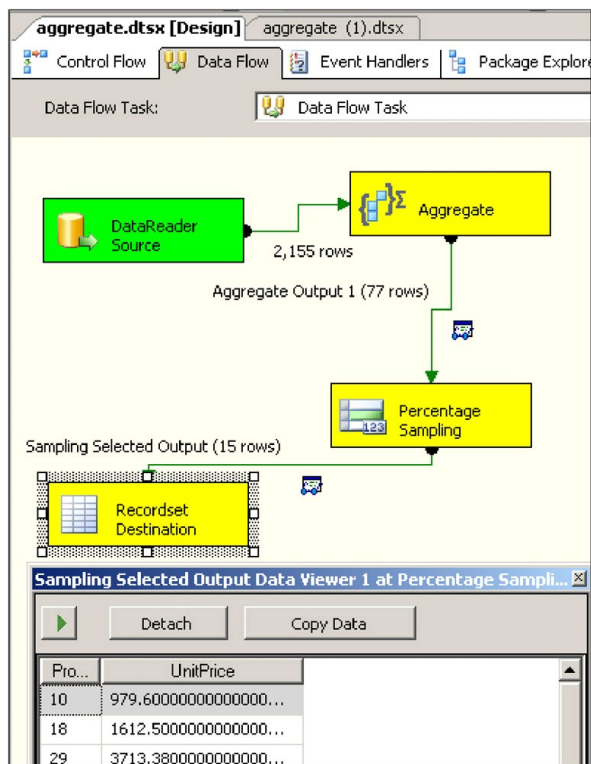 aggregate.dtsx [Design] aggregate (1).dtsx
Control Flow Data Flow Event Handlers Package Explore
Data Flow Task: Data Flow Task
DataReader
Source
Aggregate
2,155 rows
Aggregate Output 1 (77 rows)
123
Percentage
Sampling
Sampling Selected Output (15 rows)
Recordset
Destination
Sampling Selected Output Data Viewer 1 at Percentage Sampli...
Detach Copy Data
Pro... UnitPrice
10 979.60000000000000...
18 1612.5000000000000...
29 3713.3800000000000...